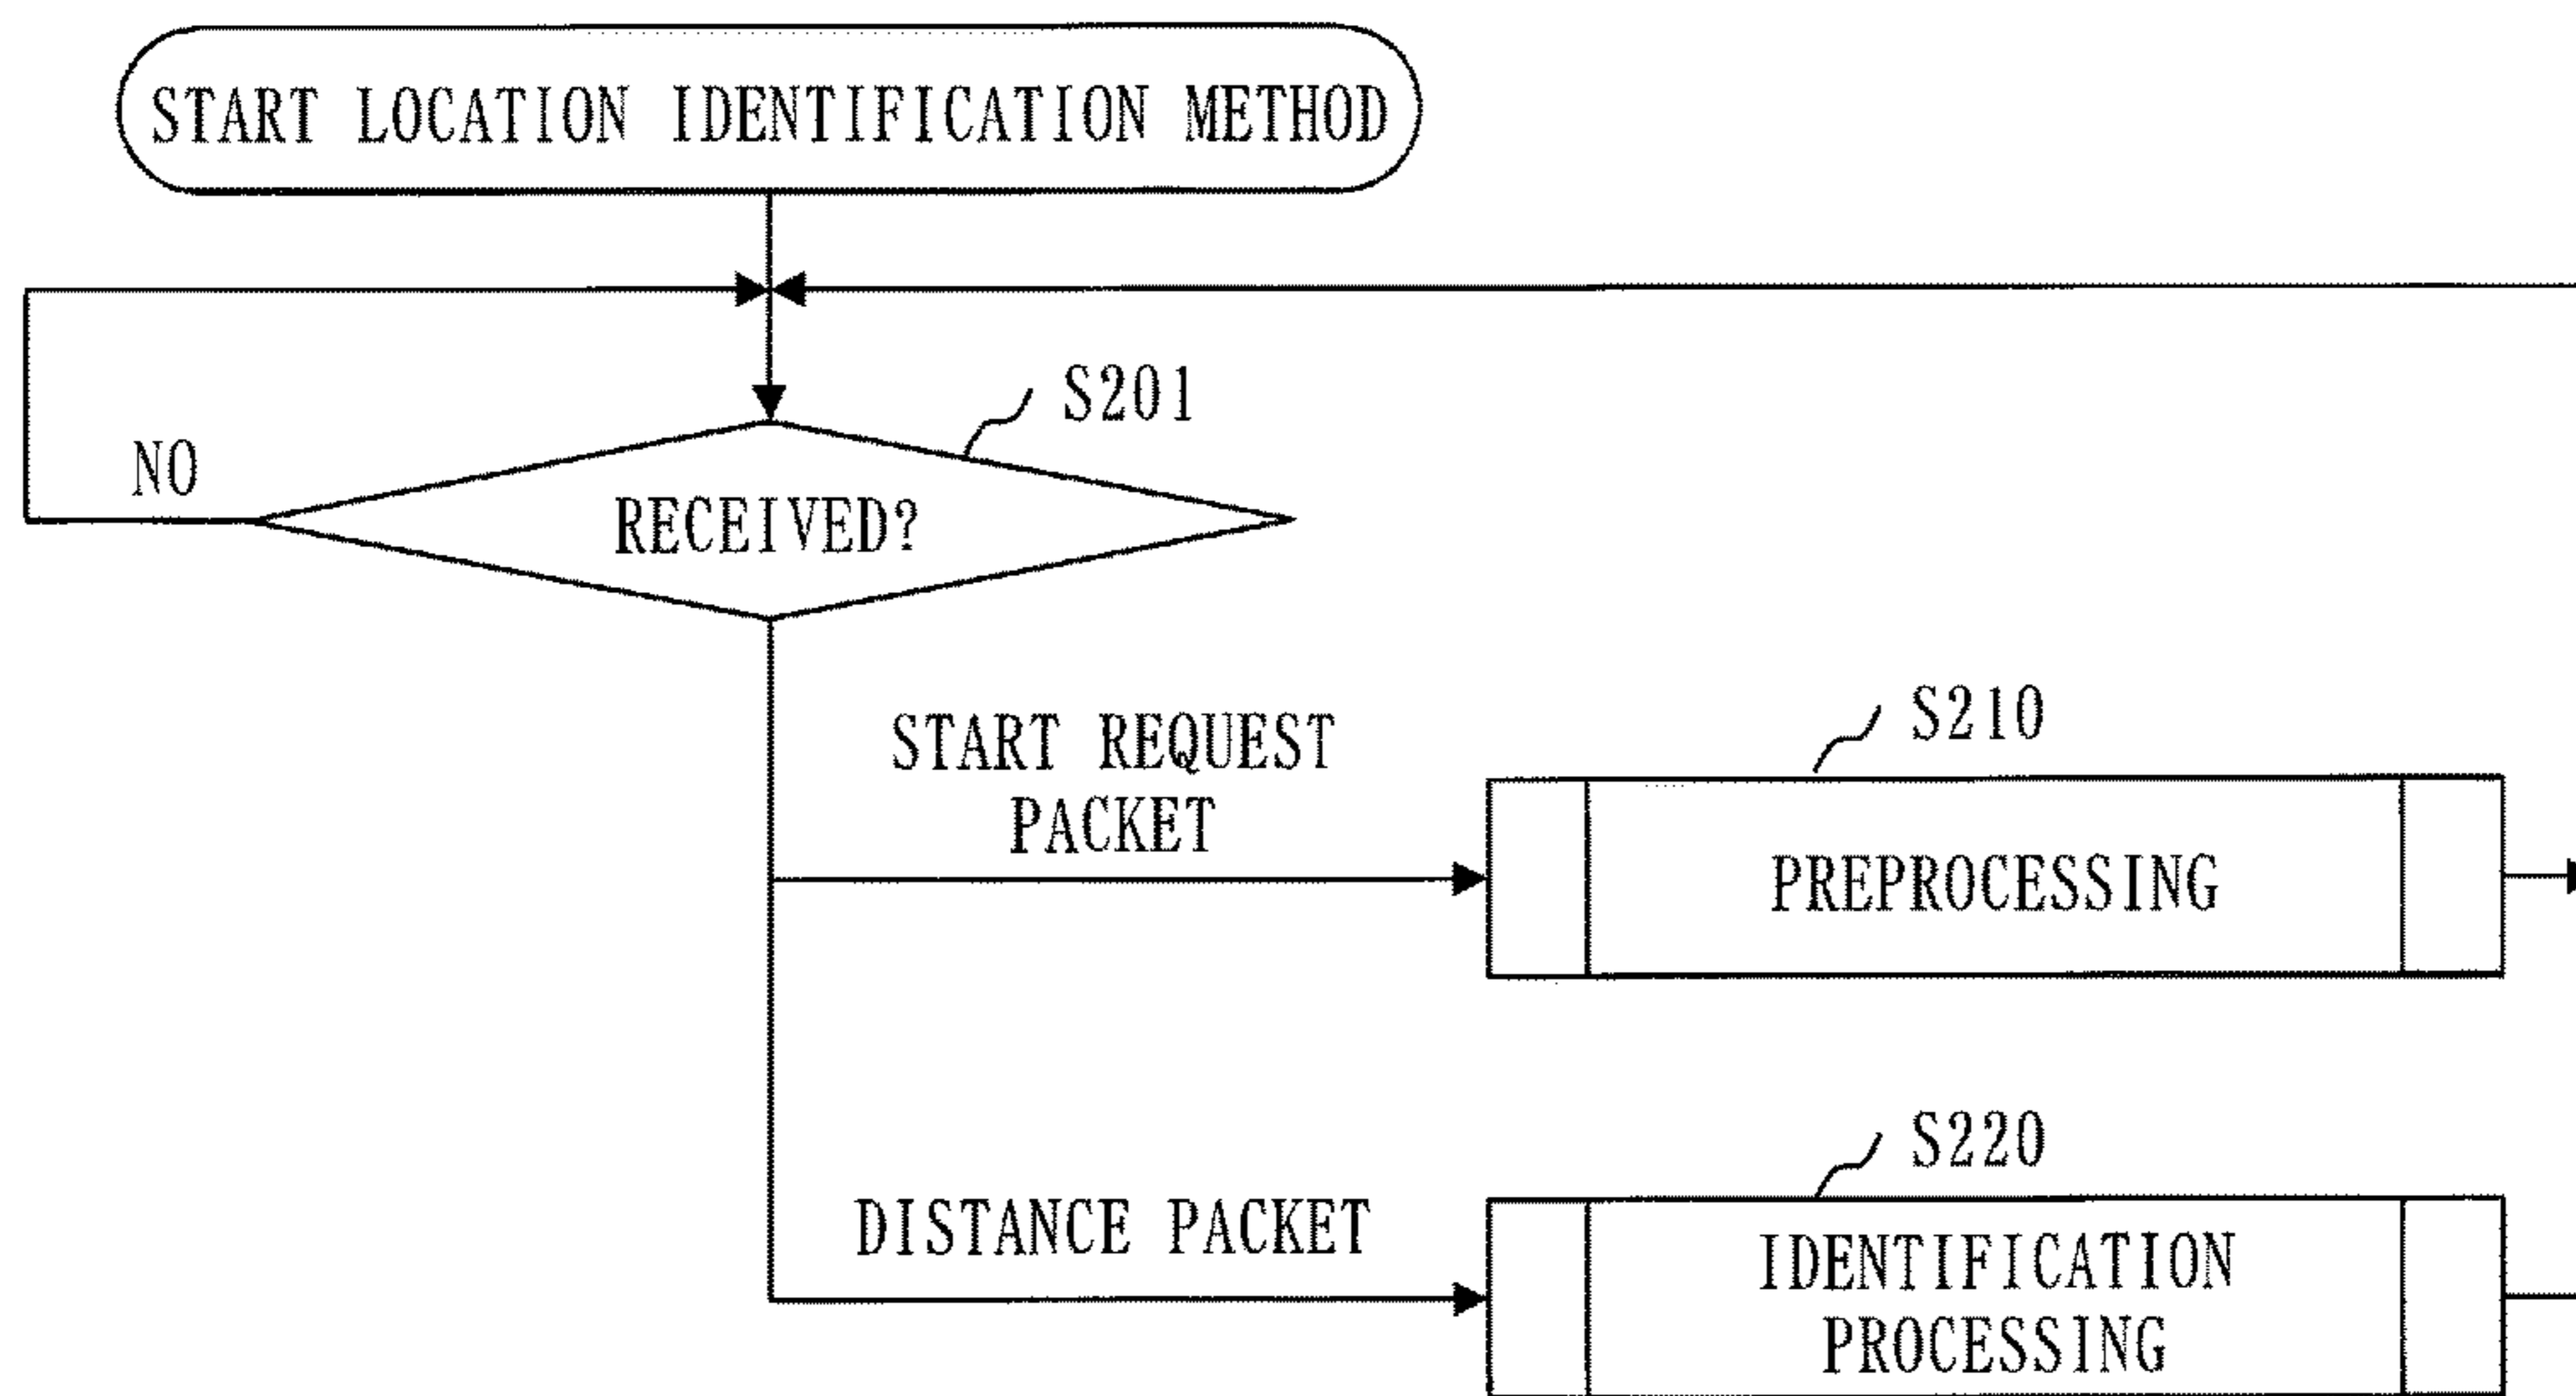 START LOCATION IDENTIFICATION METHOD
S201
NO
RECEIVED?
START REQUEST
PACKET
S210
PREPROCESSING
S220
DISTANCE PACKET
IDENTIFICATION
PROCESSING